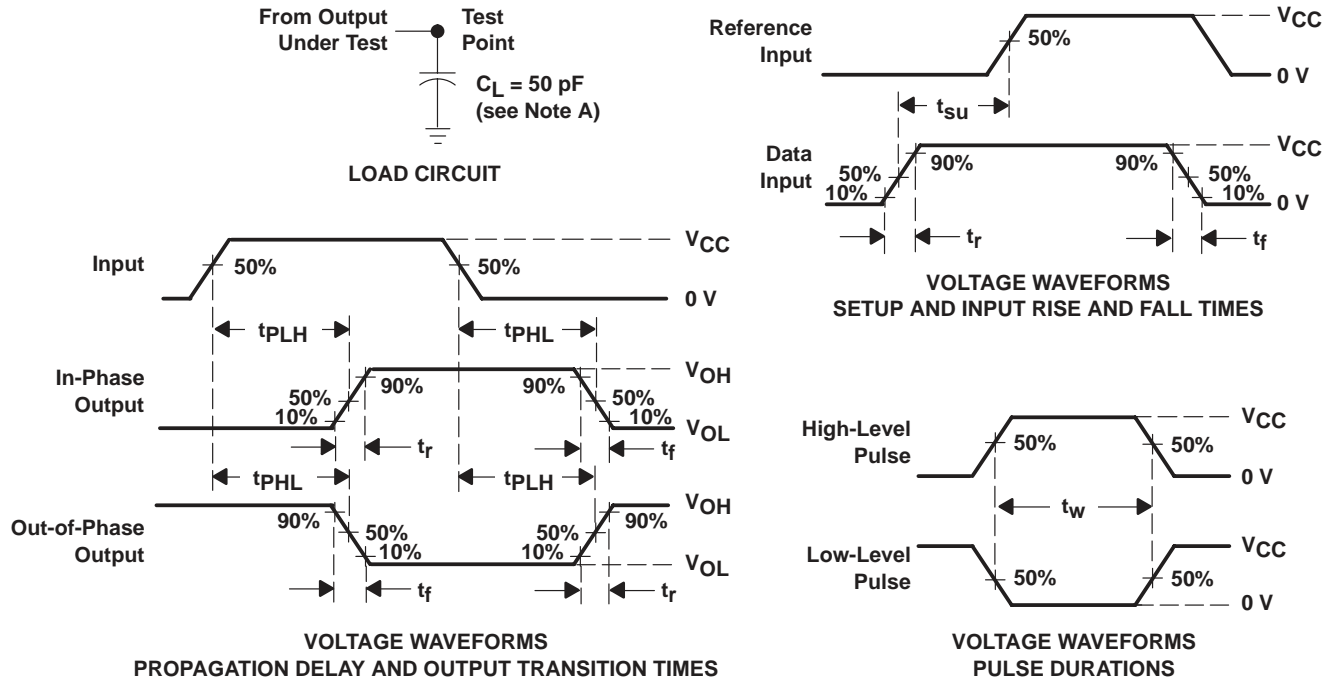 From Output
Under Test
Test
Point
CL = 50 pF
(see Note A)
LOAD CIRCUIT
Input
50%
50%
VCC
0 V
tPLH
tPHL
In-Phase
Output
50%
10%
90%
90%
50%
10%
VOH
VOL
tr
tf
tPHL
tPLH
Out-of-Phase
Output
90%
50%
10%
50%
10%
90%
VOH
VOL
tf
tr
VOLTAGE WAVEFORMS
PROPAGATION DELAY AND OUTPUT TRANSITION TIMES
Reference
Input
50%
VCC
0 V
tsu
Data
Input
50%
10%
90%
90%
50%
10%
VCC
0 V
tr
tf
VOLTAGE WAVEFORMS
SETUP AND INPUT RISE AND FALL TIMES
High-Level
Pulse
50%
50%
VCC
0 V
tw
Low-Level
Pulse
50%
50%
VCC
0 V
VOLTAGE WAVEFORMS
PULSE DURATIONS